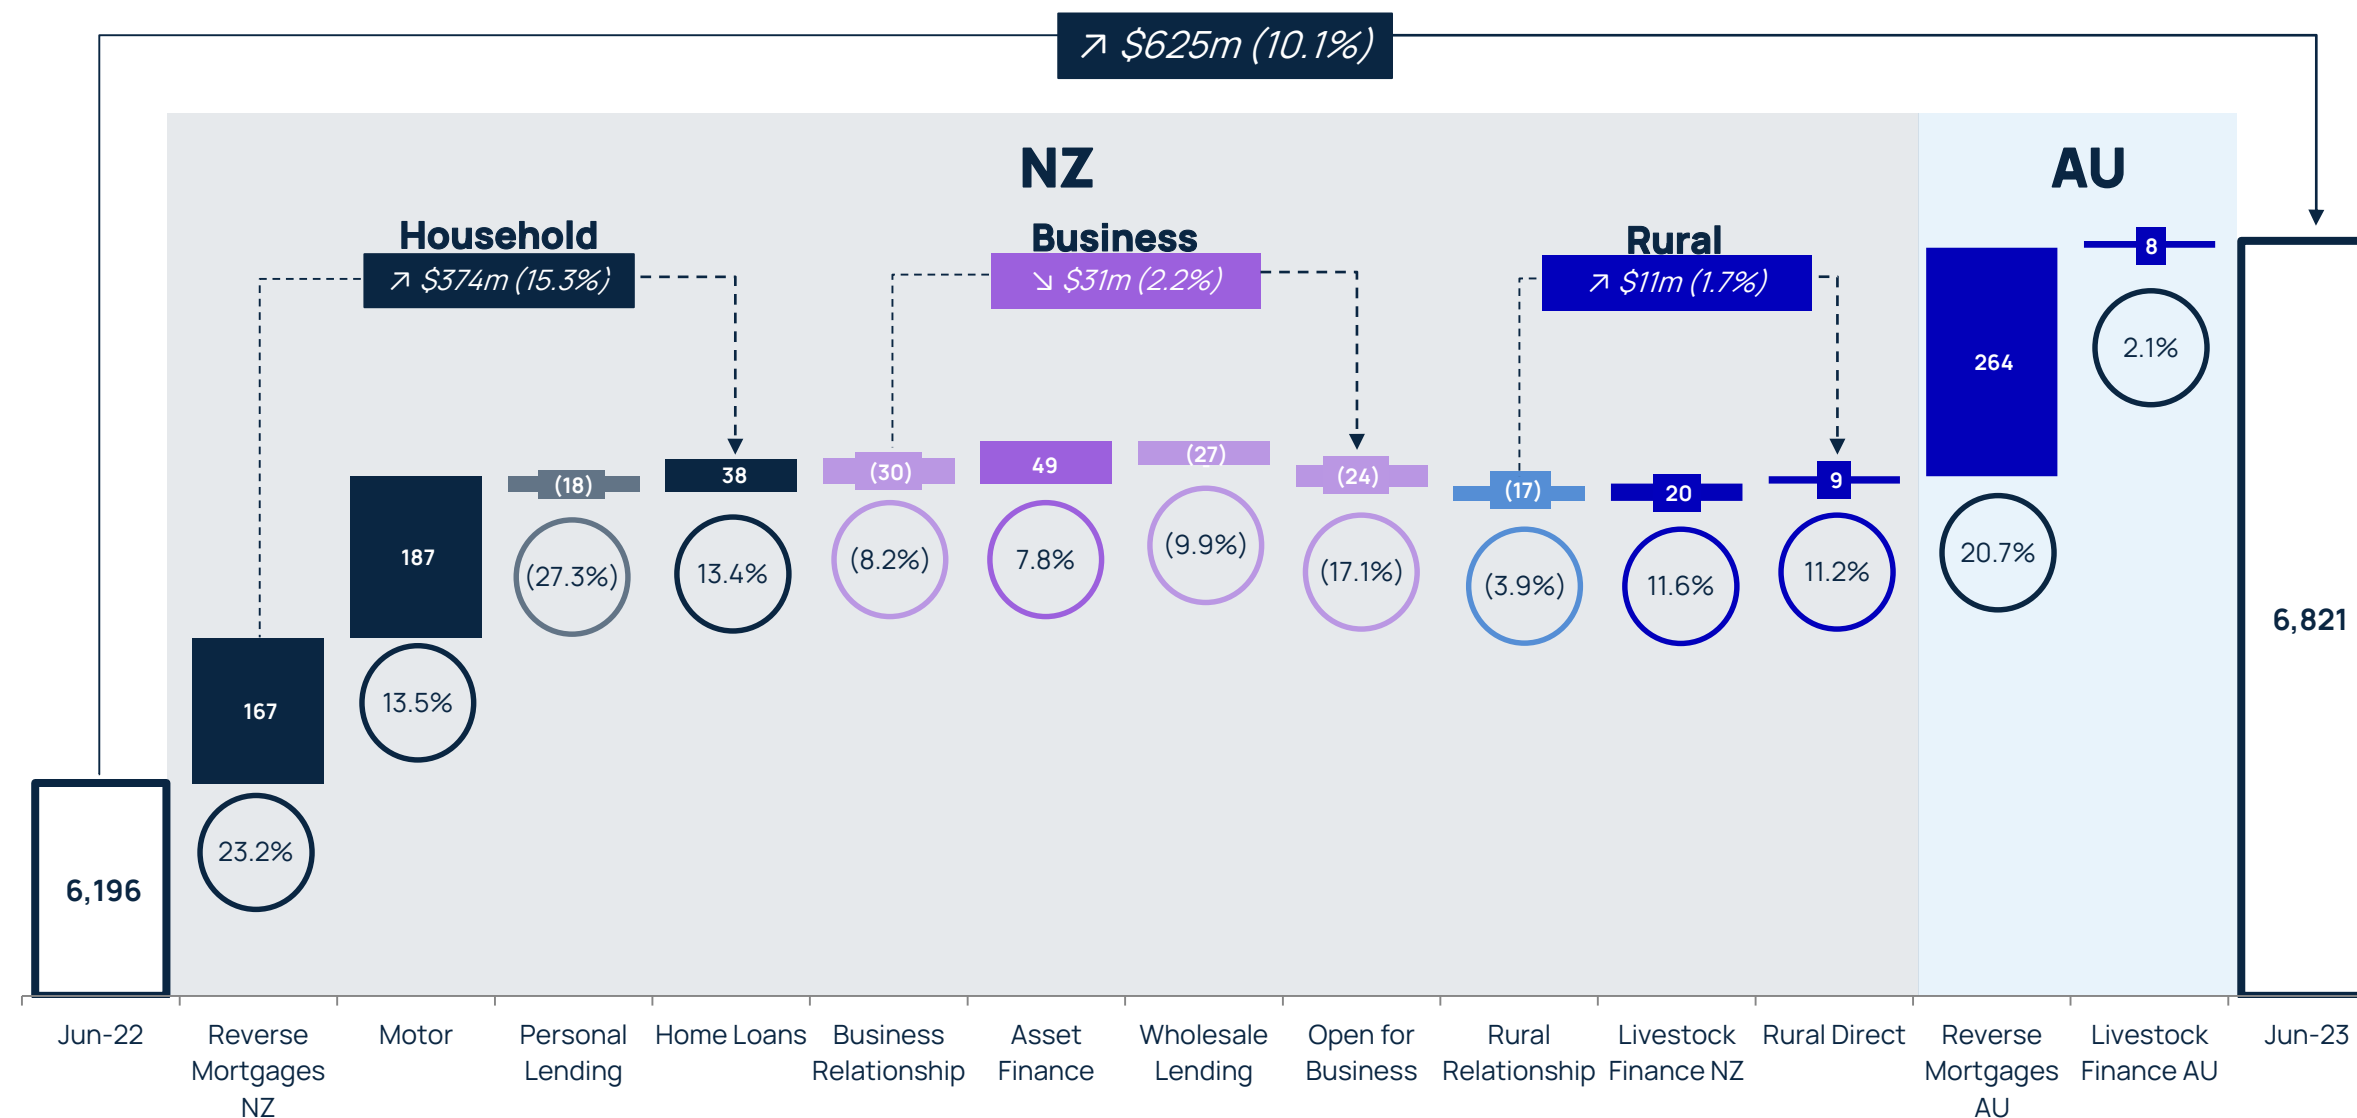 ↗ $625m (10.1%)
NZ
AU
Household
↗ $374m (15.3%)
Business
↘ $31m (2.2%)
Rural
↗ $11m (1.7%)
6,196
167
23.2%
187
13.5%
(18)
(27.3%)
38
13.4%
(30)
(8.2%)
49
7.8%
(27)
(9.9%)
(24)
(17.1%)
(17)
(3.9%)
20
11.6%
9
11.2%
264
20.7%
8
2.1%
6,821
Jun-22
Reverse
Mortgages
NZ
Motor
Personal
Lending
Home Loans
Business
Relationship
Asset
Finance
Wholesale
Lending
Open for
Business
Rural
Relationship
Livestock
Finance NZ
Rural Direct
Reverse
Mortgages
AU
Livestock
Finance AU
Jun-23